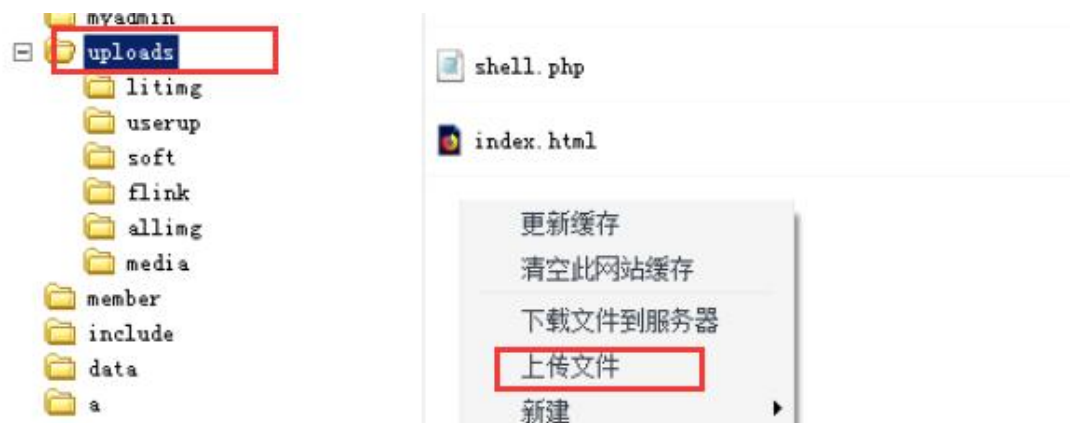 myadmin
uploads
litimg
userup
soft
flink
allimg
media
member
include
data
a
shell.php
index.html
更新缓存
清空此网站缓存
下载文件到服务器
上传文件
新建